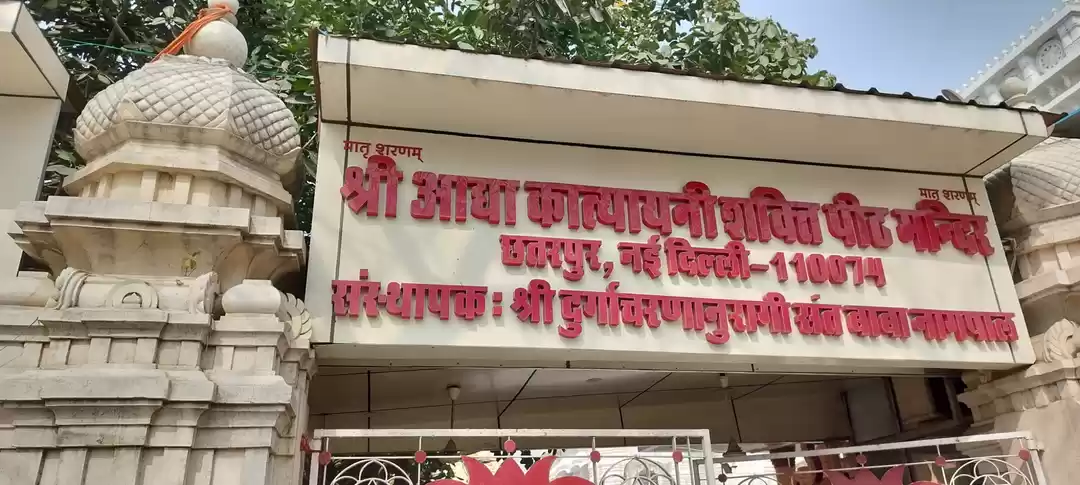 मातृ शरणम्
मातृ शरणम्
श्री आद्या कात्यायनी शक्ति पीठ मन्दिर
छतरपुर, नई दिल्ली-110074
संस्थापक: श्री दुर्गाचरणानुरागी संत बाबा नागपाल